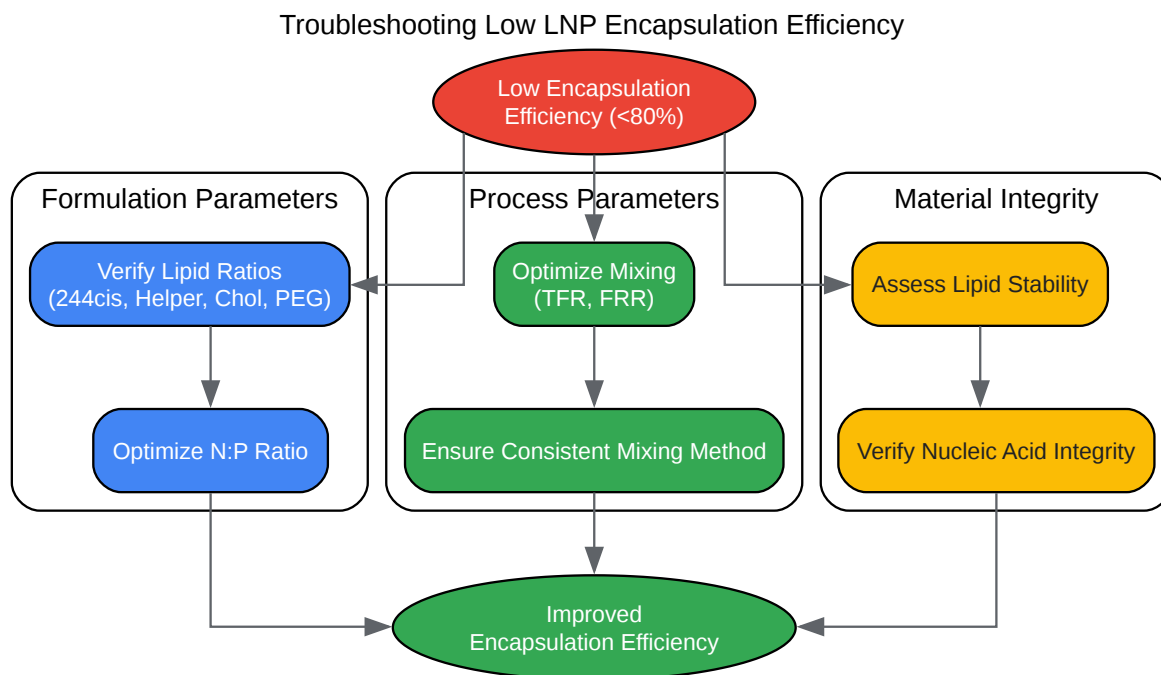 Troubleshooting Low LNP Encapsulation Efficiency
Low Encapsulation
Efficiency (<80%)
Formulation Parameters
Process Parameters
Material Integrity
Verify Lipid Ratios
(244cis, Helper, Chol, PEG)
Optimize Mixing
(TFR, FRR)
Assess Lipid Stability
Optimize N:P Ratio
Ensure Consistent Mixing Method
Verify Nucleic Acid Integrity
Improved
Encapsulation Efficiency